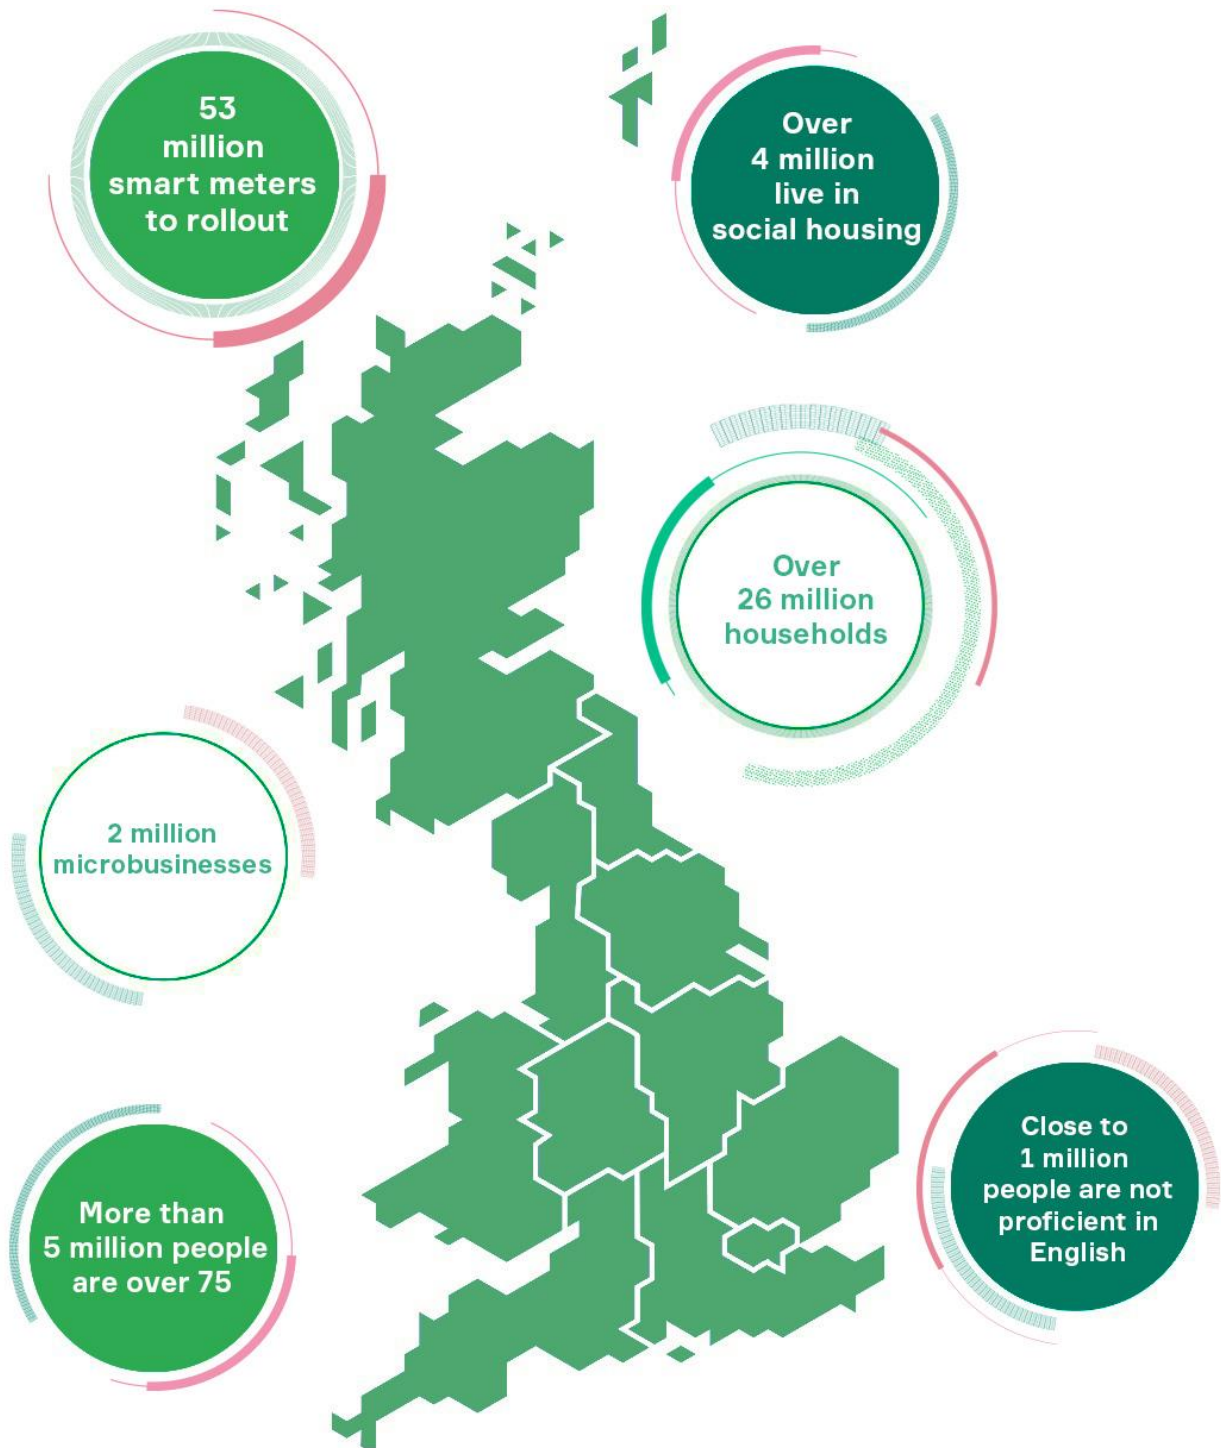 53
million
smart meters
to rollout
Over
4 million
live in
social housing
Over
26 million
households
2 million
microbusinesses
Close to
1 million
people are not
proficient in
English
More than
5 million people
are over 75